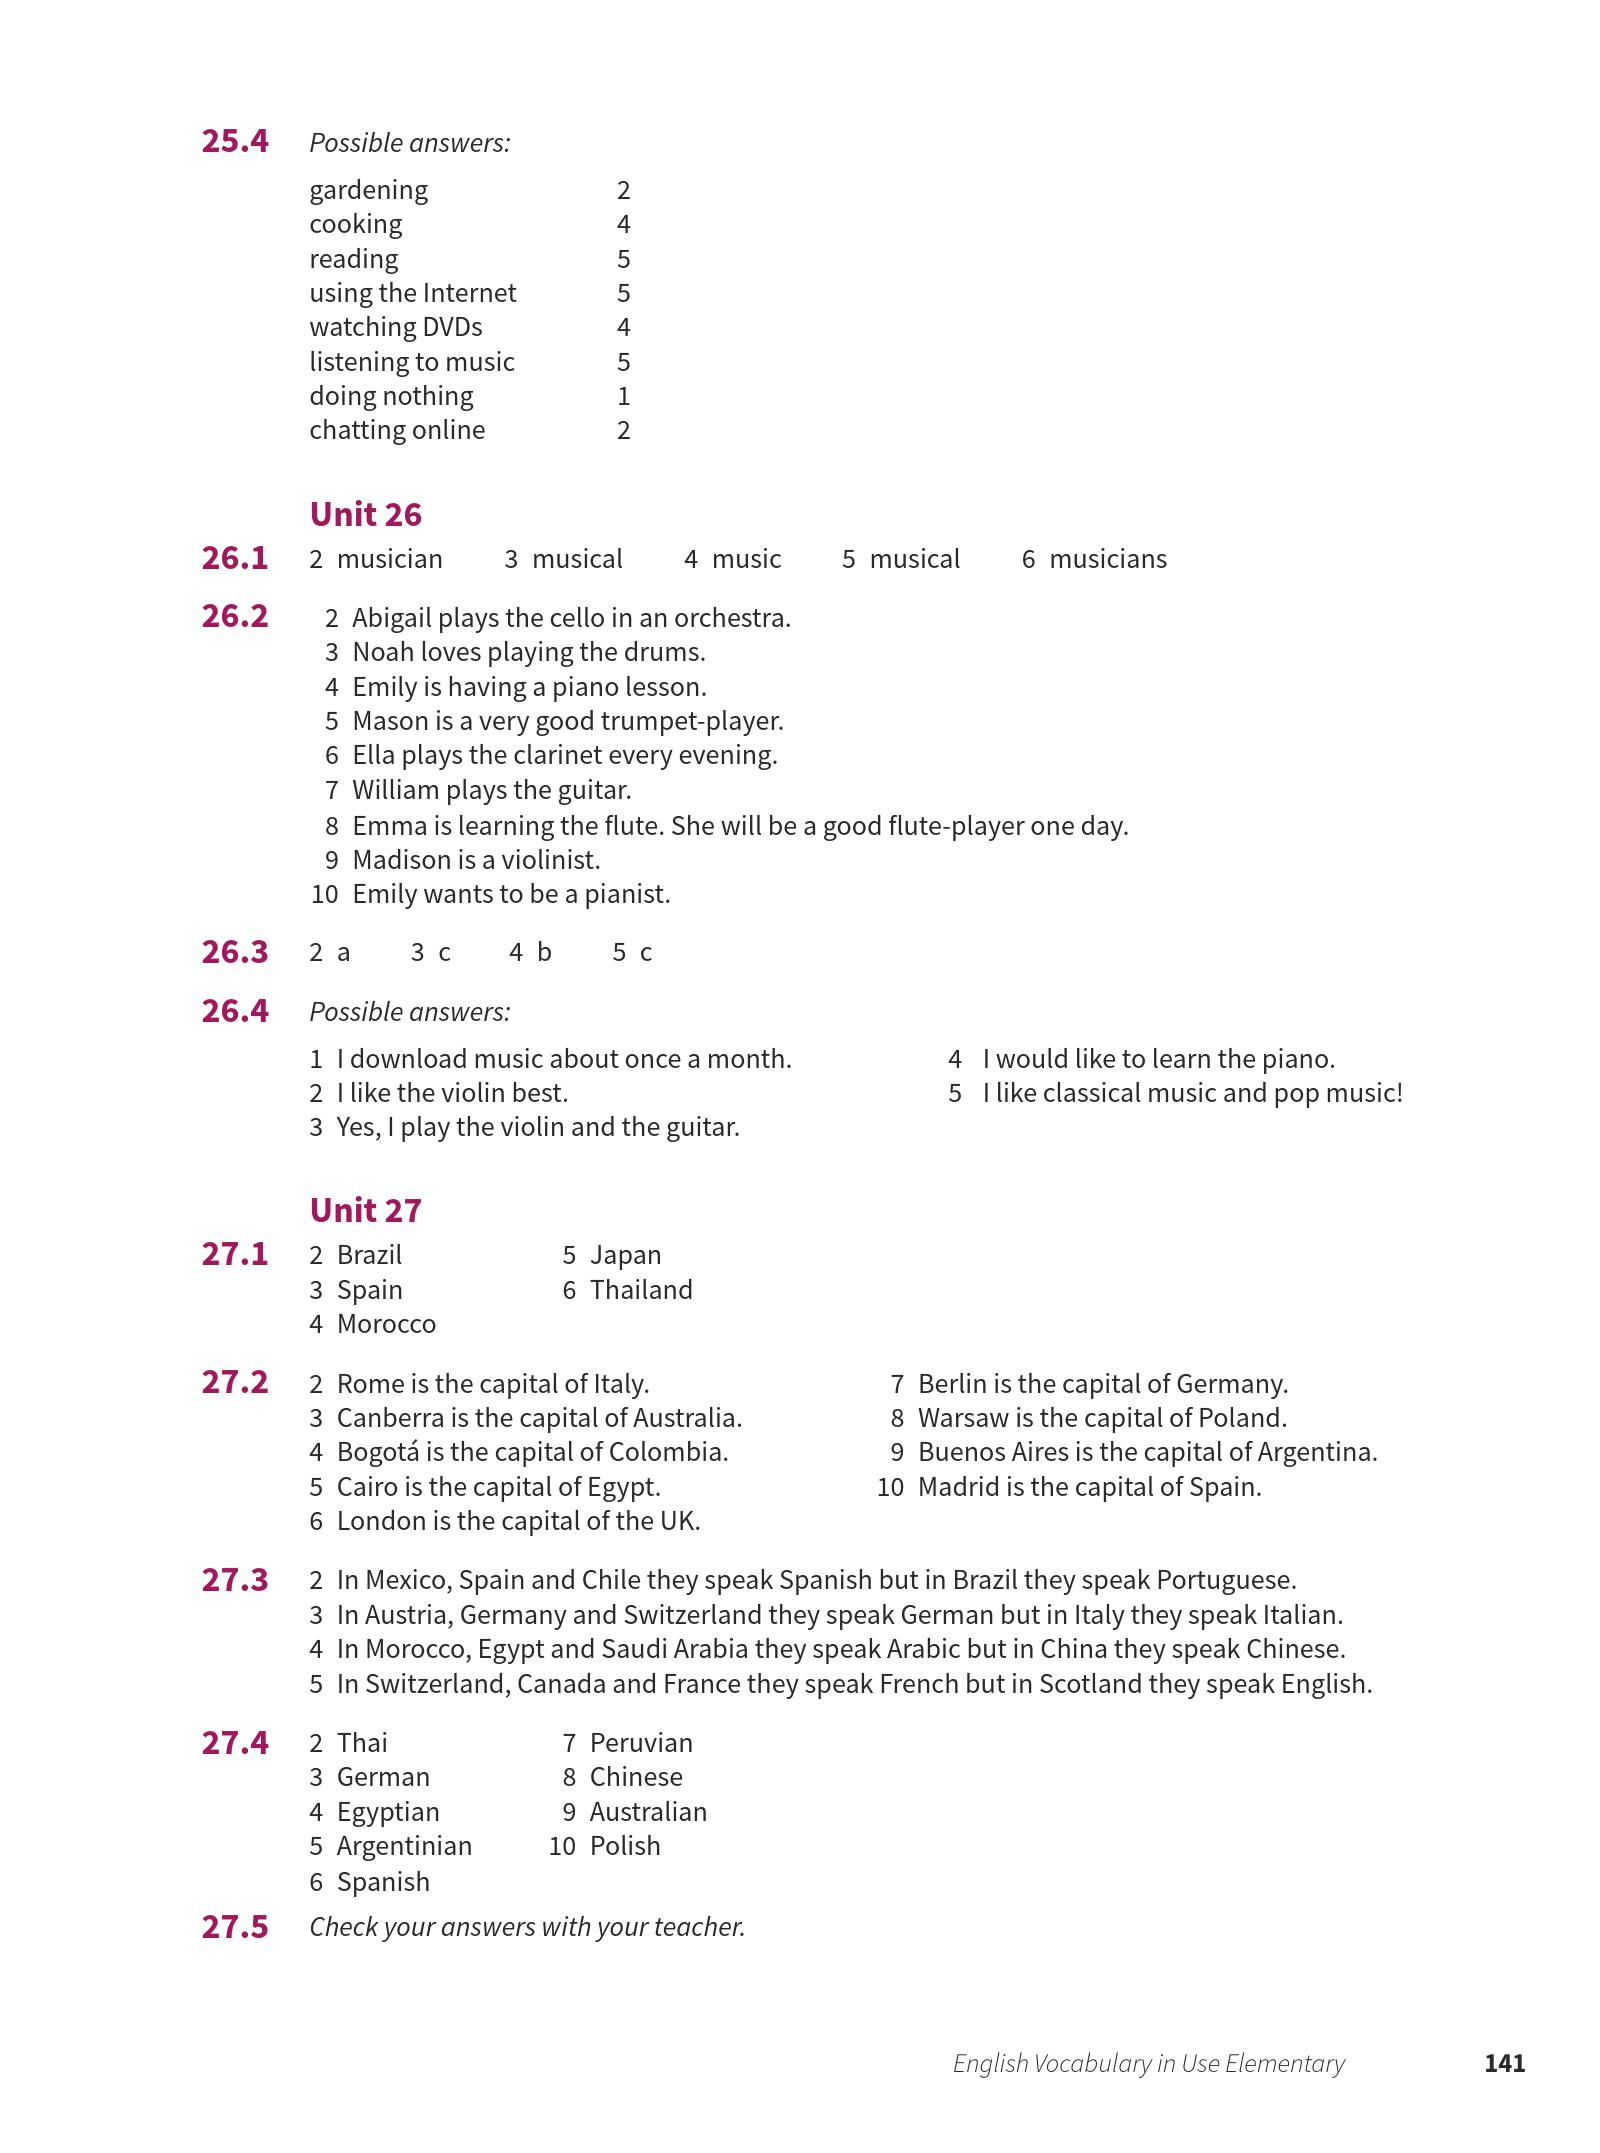 25.4 Possible answers:
gardening 2
cooking 4
reading 5
using the Internet 5
watching DVDs 4
listening to music 5
doing nothing 1
chatting online 2
Unit 26
26.1 2 musician 3 musical 4 music 5 musical 6 musicians
26.2 2 Abigail plays the cello in an orchestra.
3 Noah loves playing the drums.
4 Emily is having a piano lesson.
5 Mason is a very good trumpet-player.
6 Ella plays the clarinet every evening.
7 William plays the guitar.
8 Emma is learning the flute. She will be a good flute-player one day.
9 Madison is a violinist.
10 Emily wants to be a pianist.
26.3 2 a 3 c 4 b 5 c
26.4 Possible answers:
1 I download music about once a month.
2 I like the violin best.
3 Yes, I play the violin and the guitar.
4 I would like to learn the piano.
5 I like classical music and pop music!
Unit 27
27.1 2 Brazil
3 Spain
4 Morocco
5 Japan
6 Thailand
27.2 2 Rome is the capital of Italy.
3 Canberra is the capital of Australia.
4 Bogotá is the capital of Colombia.
5 Cairo is the capital of Egypt.
6 London is the capital of the UK.
7 Berlin is the capital of Germany.
8 Warsaw is the capital of Poland.
9 Buenos Aires is the capital of Argentina.
10 Madrid is the capital of Spain.
27.3 2 In Mexico, Spain and Chile they speak Spanish but in Brazil they speak Portuguese.
3 In Austria, Germany and Switzerland they speak German but in Italy they speak Italian.
4 In Morocco, Egypt and Saudi Arabia they speak Arabic but in China they speak Chinese.
5 In Switzerland, Canada and France they speak French but in Scotland they speak English.
27.4 2 Thai
3 German
4 Egyptian
5 Argentinian
6 Spanish
7 Peruvian
8 Chinese
9 Australian
10 Polish
27.5 Check your answers with your teacher.
English Vocabulary in Use Elementary 141